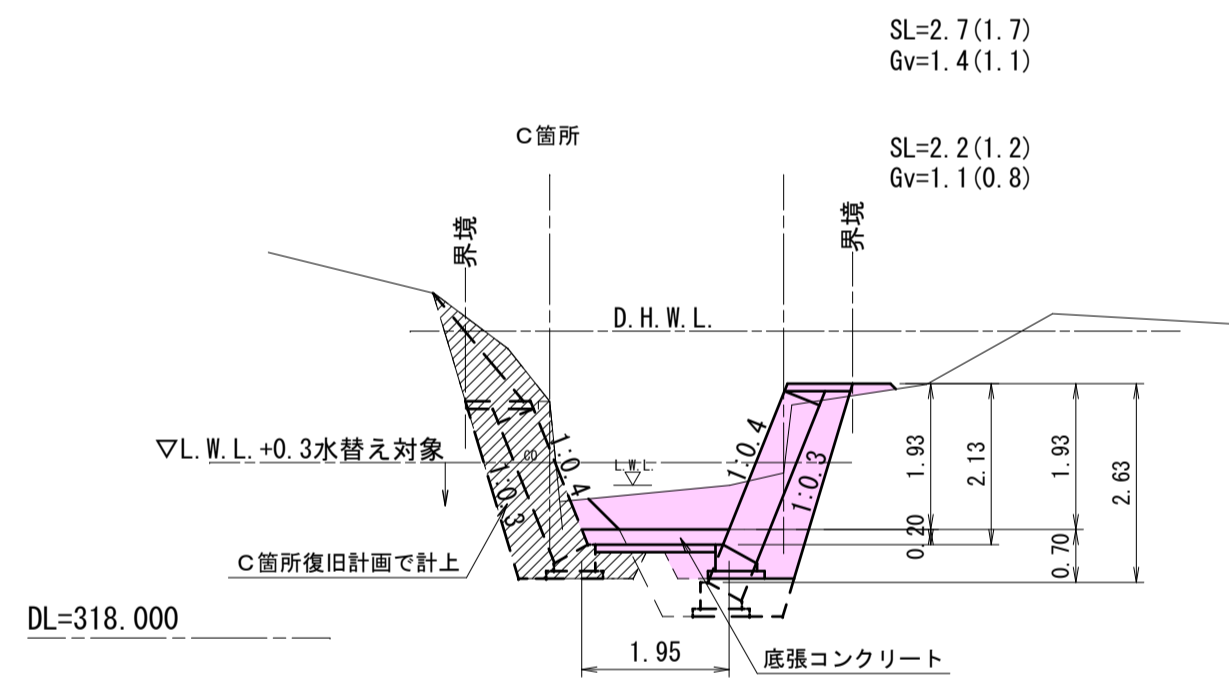 SL=2.7(1.7)
Gv=1.4(1.1)
C箇所
SL=2.2(1.2)
Gv=1.1(0.8)
界境
界境
D.H.W.L.
▽L.W.L.+0.3水替え対象
CO
1:0.4
L.W.L.
▽
1:0.4
1:0.3
1:0.3
1.93
2.13
1.93
2.63
0.20
0.70
C箇所復旧計画で計上
DL=318.000
1.95
底張コンクリート